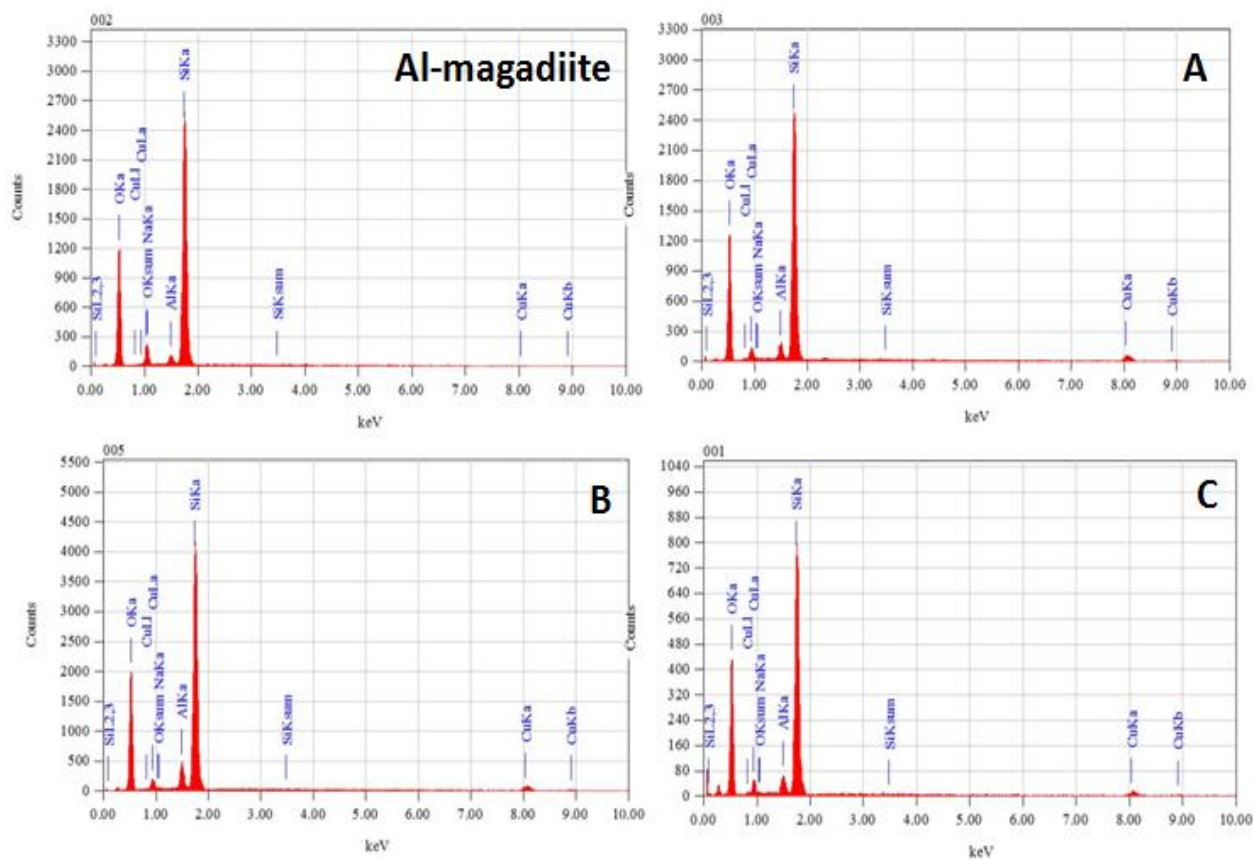 002
Al-magadiite
3300
3000
2700
2400
2100
1800
1500
1200
900
600
300
0
Counts
SiL2,3
OKa
CuLl
CuLa
OKsum
NaKa
AlKa
SiKa
SiKsum
CuKa
CuKb
0.00 1.00 2.00 3.00 4.00 5.00 6.00 7.00 8.00 9.00 10.00
keV
003
A
3300
3000
2700
2400
2100
1800
1500
1200
900
600
300
0
Counts
SiL2,3
OKa
CuLl
CuLa
OKsum
NaKa
AlKa
SiKa
SiKsum
CuKa
CuKb
0.00 1.00 2.00 3.00 4.00 5.00 6.00 7.00 8.00 9.00 10.00
keV
005
B
5500
5000
4500
4000
3500
3000
2500
2000
1500
1000
500
0
Counts
SiL2,3
OKa
CuLl
CuLa
OKsum
NaKa
AlKa
SiKa
SiKsum
CuKa
CuKb
0.00 1.00 2.00 3.00 4.00 5.00 6.00 7.00 8.00 9.00 10.00
keV
001
C
1040
960
880
800
720
640
560
480
400
320
240
160
80
0
Counts
SiL2,3
OKa
CuLl
CuLa
OKsum
NaKa
AlKa
SiKa
SiKsum
CuKa
CuKb
0.00 1.00 2.00 3.00 4.00 5.00 6.00 7.00 8.00 9.00 10.00
keV